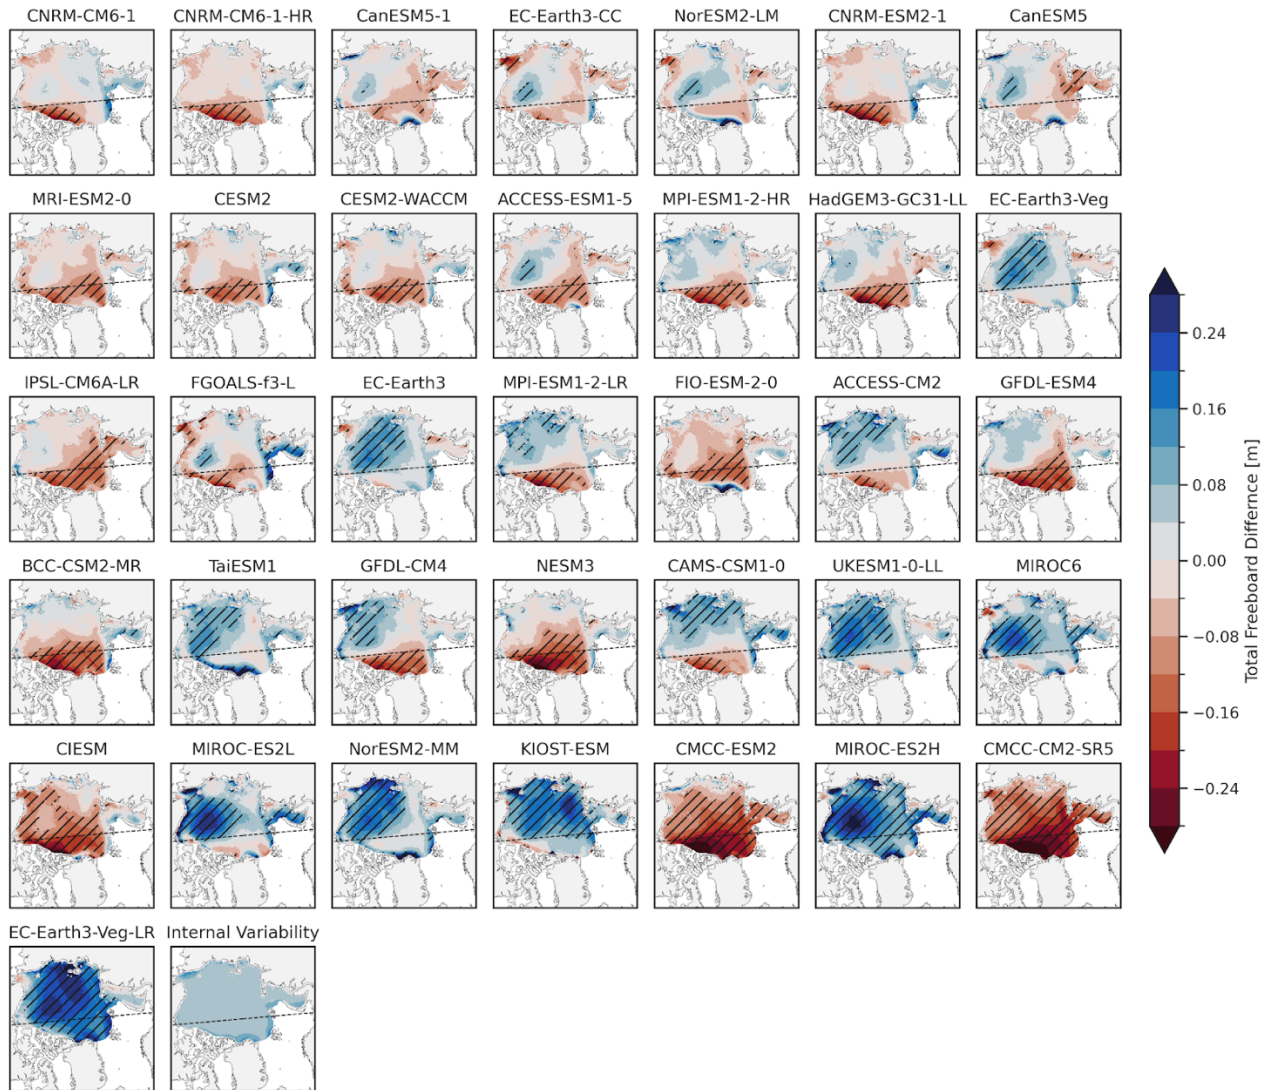 CNRM-CM6-1 CNRM-CM6-1-HR CanESM5-1 EC-Earth3-CC NorESM2-LM CNRM-ESM2-1 CanESM5
MRI-ESM2-0 CESM2 CESM2-WACCM ACCESS-ESM1-5 MPI-ESM1-2-HR HadGEM3-GC31-LL EC-Earth3-Veg
IPSL-CM6A-LR FGOALS-f3-L EC-Earth3 MPI-ESM1-2-LR FIO-ESM-2-0 ACCESS-CM2 GFDL-ESM4
BCC-CSM2-MR TaiESM1 GFDL-CM4 NESM3 CAMS-CSM1-0 UKESM1-0-LL MIROC6
CIESM MIROC-ES2L NorESM2-MM KIOST-ESM CMCC-ESM2 MIROC-ES2H CMCC-CM2-SR5
EC-Earth3-Veg-LR Internal Variability
0.24
0.16
0.08
0.00
−0.08
−0.16
−0.24
Total Freeboard Differnce [m]